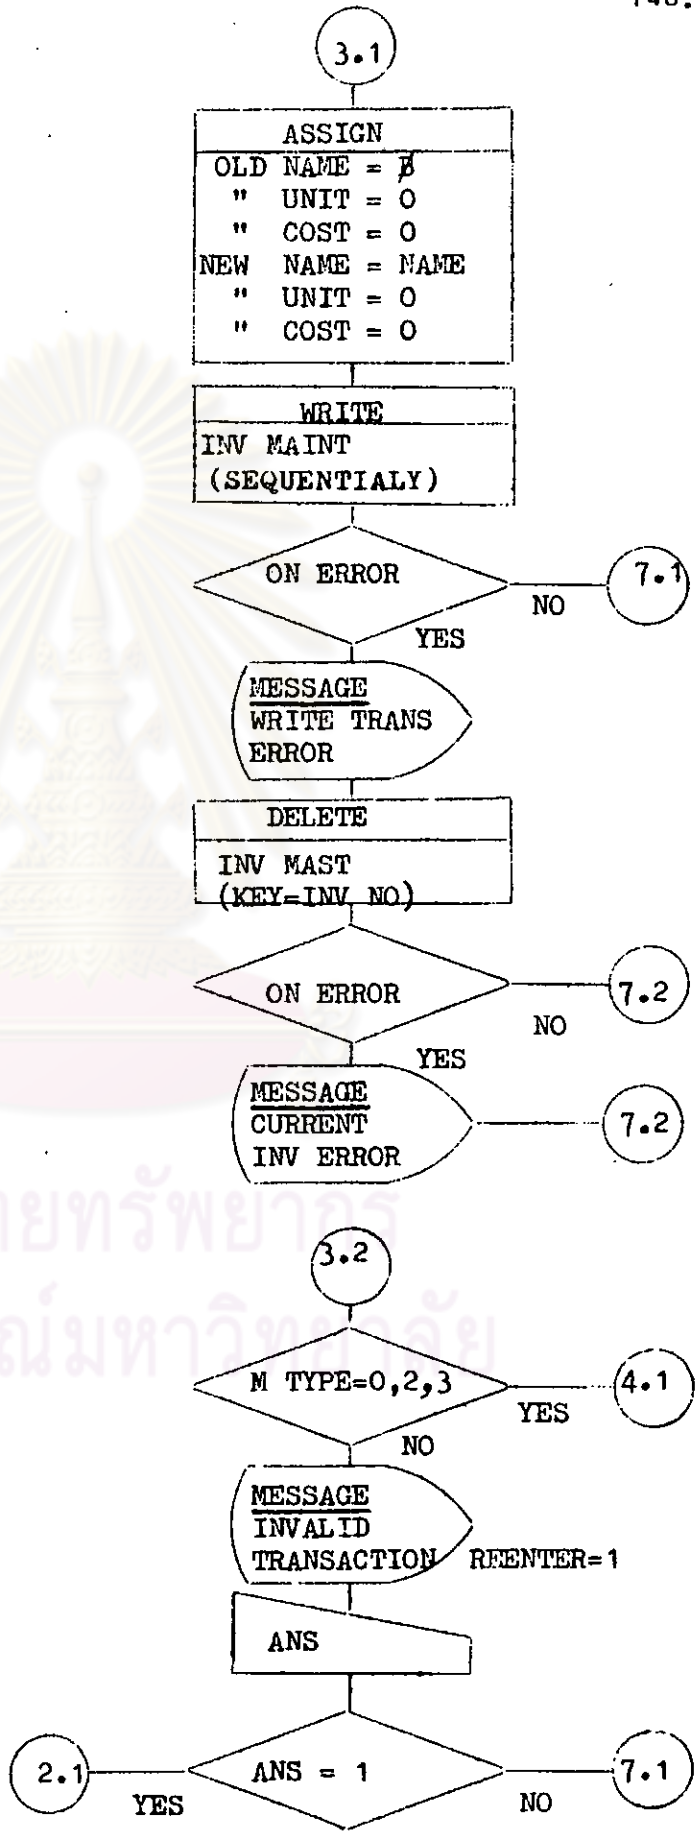 3.1
ASSIGN
OLD NAME = B̸
" UNIT = 0
" COST = 0
NEW NAME = NAME
" UNIT = 0
" COST = 0
WRITE
INV MAINT
(SEQUENTIALY)
ON ERROR
7.1
NO
YES
MESSAGE
WRITE TRANS
ERROR
DELETE
INV MAST
(KEY=INV NO)
ON ERROR
7.2
NO
YES
MESSAGE
CURRENT
INV ERROR
7.2
3.2
M TYPE=0,2,3
4.1
YES
NO
MESSAGE
INVALID
TRANSACTION REENTER=1
ANS
2.1
ANS = 1
7.1
YES
NO